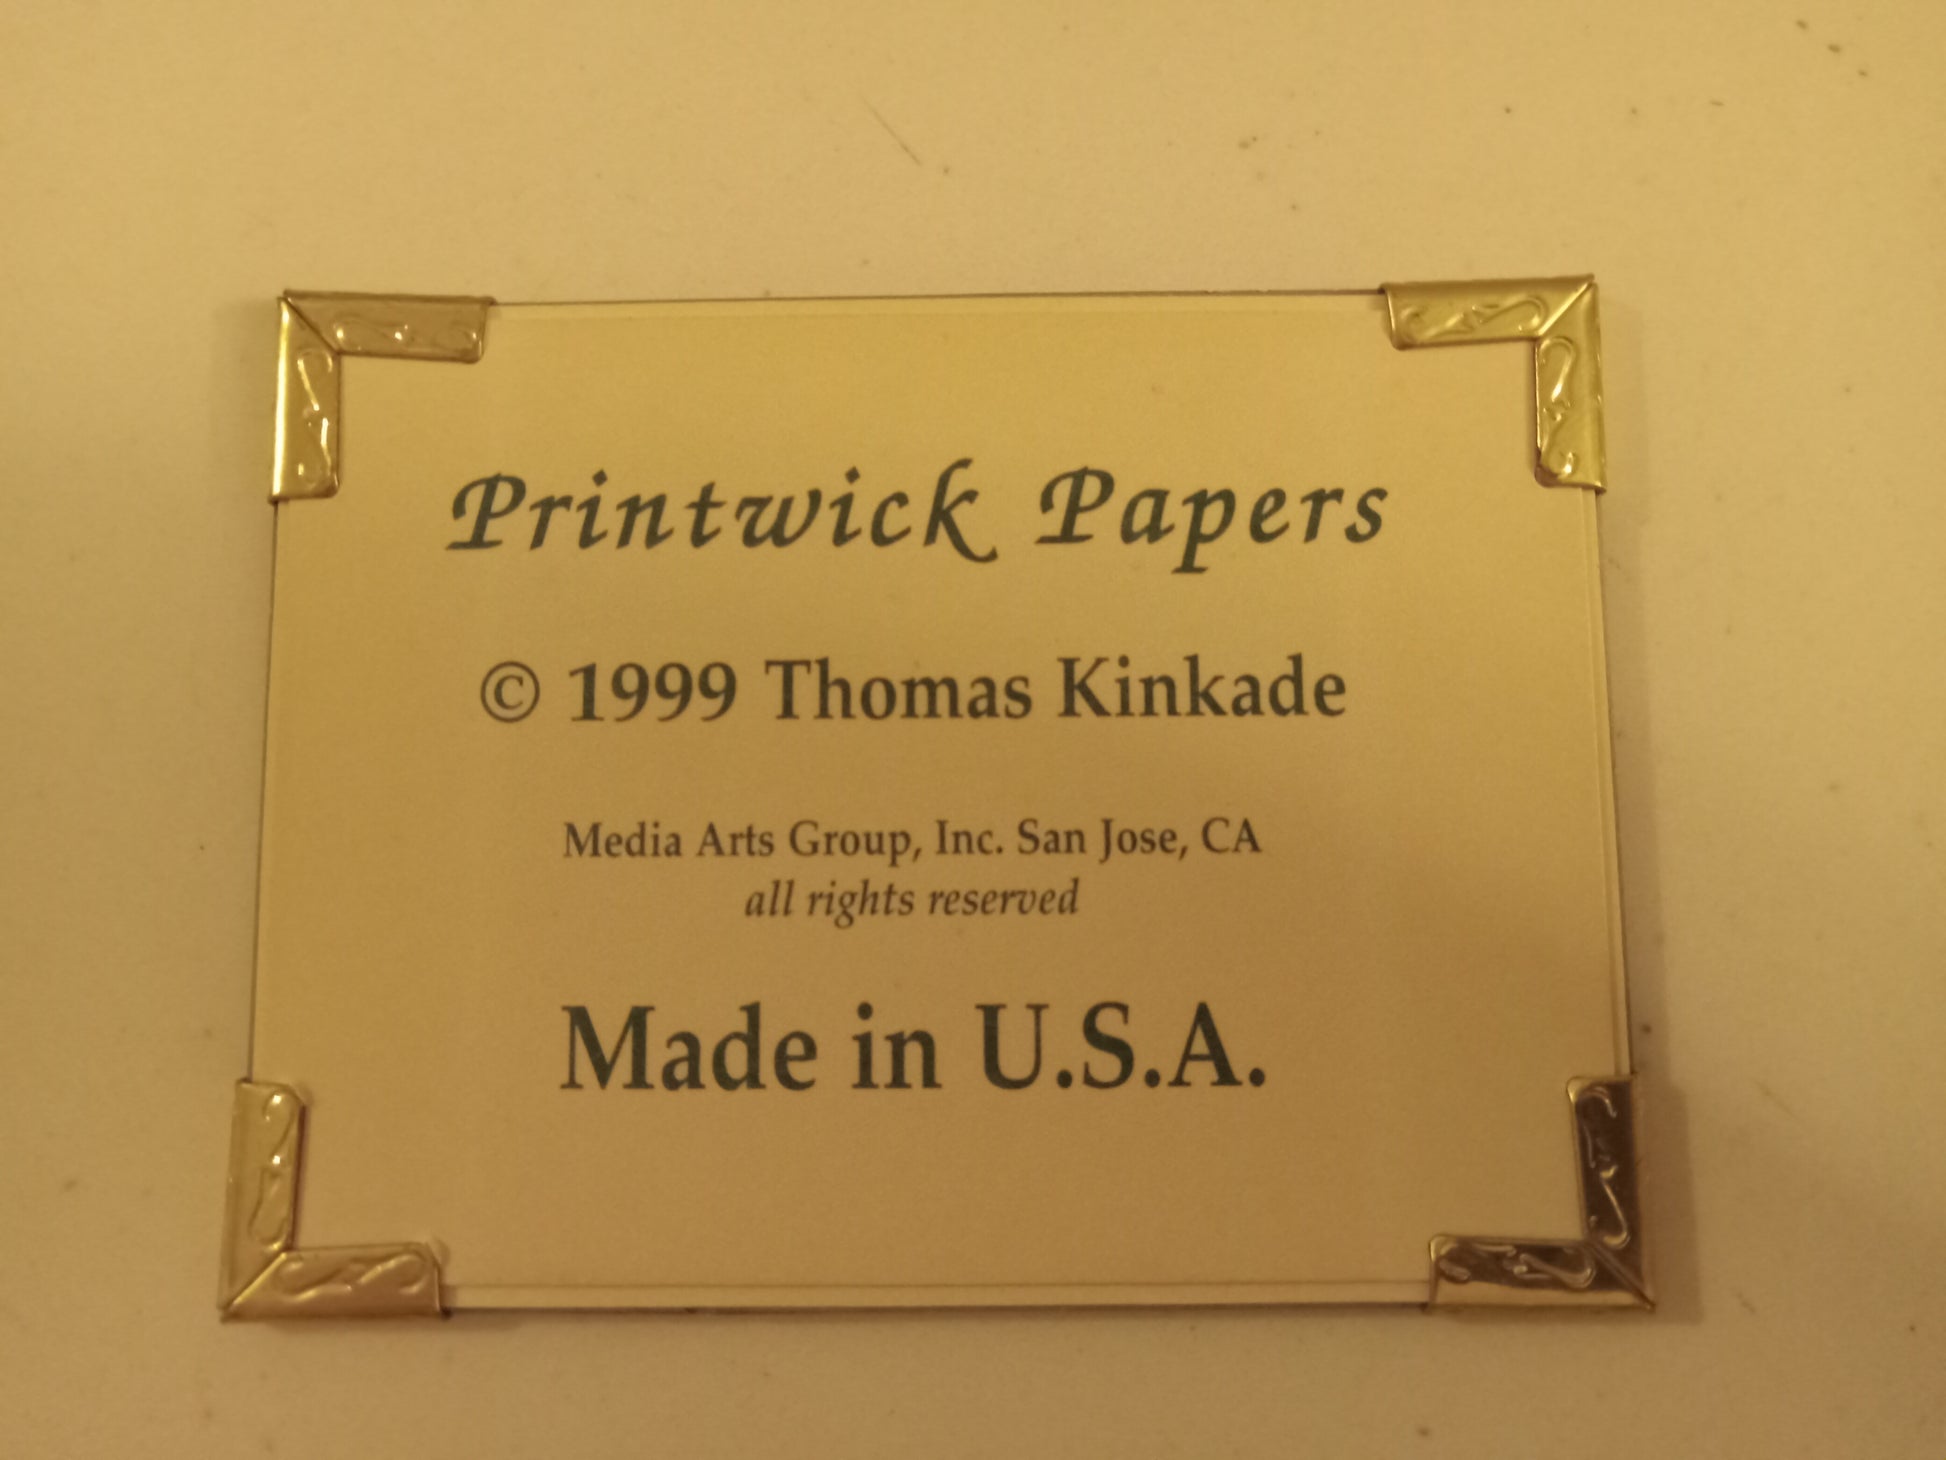 Printwick Papers
© 1999 Thomas Kinkade
Media Arts Group, Inc. San Jose, CA
all rights reserved
Made in U.S.A.